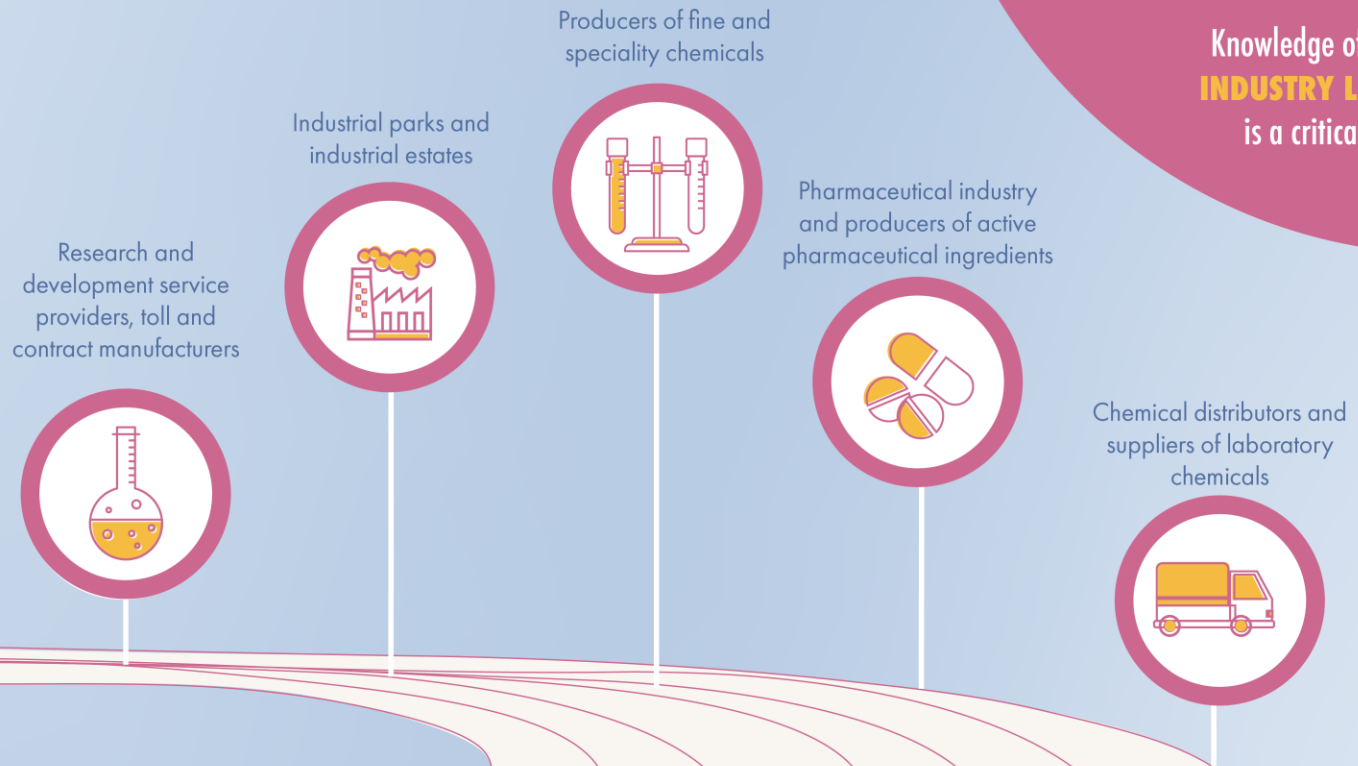 Producers of fine and
speciality chemicals
Knowledge of
INDUSTRY L
is a critica
Industrial parks and
industrial estates
Pharmaceutical industry
and producers of active
pharmaceutical ingredients
Research and
development service
providers, toll and
contract manufacturers
Chemical distributors and
suppliers of laboratory
chemicals